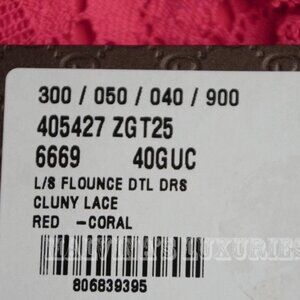 300 / 050 / 040 / 900
405427 ZGT25
6669 40GUC
L/S FLOUNCE DTL DRS
CLUNY LACE
RED -CORAL
806839395